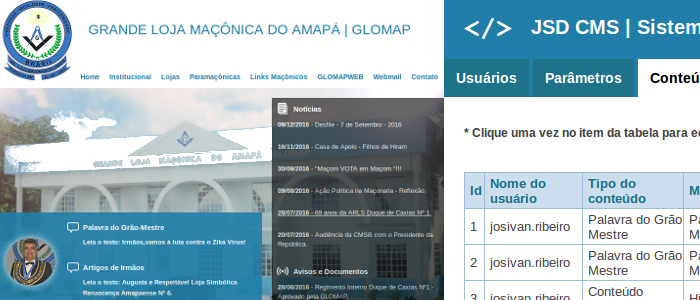 GRANDE LOJA MAÇÔNICA DO AMAPÁ | GLOMAP
Home Institucional Lojas Paramaçônicas Links Maçônicos GLOMAPWEB Webmail Contato
BRASIL
GRANDE LOJA MAÇÔNICA DO AMAPÁ
Notícias
09/12/2016 - Desfile - 7 de Setembro - 2016
16/11/2016 - Casa de Apoio - Filhos de Hiram
30/09/2016 - "Maçom VOTA em Maçom."!!!
09/08/2016 - Ação Política na Maçonaria - Reflexão.
28/07/2016 - 69 anos da ARLS Duque de Caxias Nº 1.
20/07/2016 - Audiência da CMSB com o Presidente da
República.
Avisos e Documentos
28/06/2016 - Regimento Interno Duque de Caxias Nº1 -
Aprovado pela GLOMAP.
Palavra do Grão-Mestre
Leia o texto: Irmãos,vamos à luta contra o Zika Vírus!
Artigos de Irmãos
Leia o texto: Augusta e Respeitável Loja Simbólica
Renascença Amapaense Nº 6.
</> JSD CMS | Sistem
Usuários Parâmetros Conteú
* Clique uma vez no item da tabela para e
Id Nome do usuário Tipo do conteúdo M
1 josivan.ribeiro Palavra do Grão Mestre Pa M
2 josivan.ribeiro Palavra do Grão Mestre Pa M
3 josivan.ribeiro Conteúdo